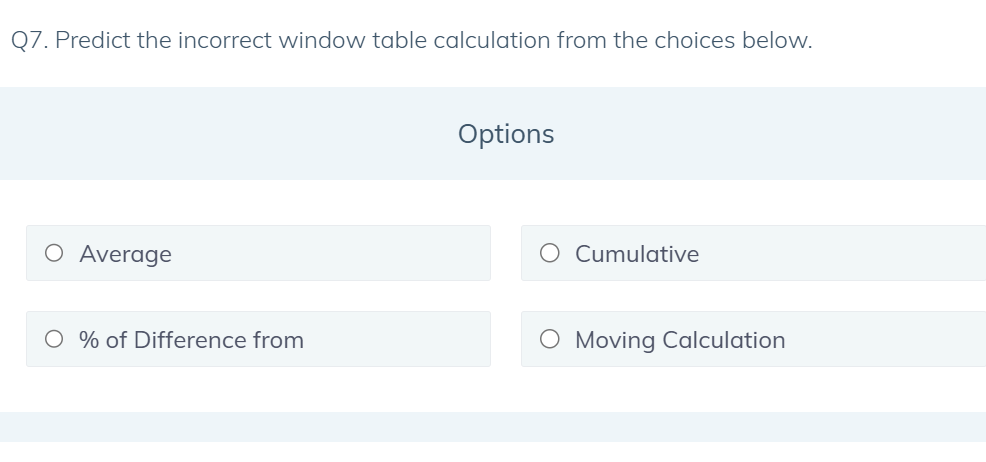 Q7. Predict the incorrect window table calculation from the choices below.
Options
Average
Cumulative
% of Difference from
Moving Calculation